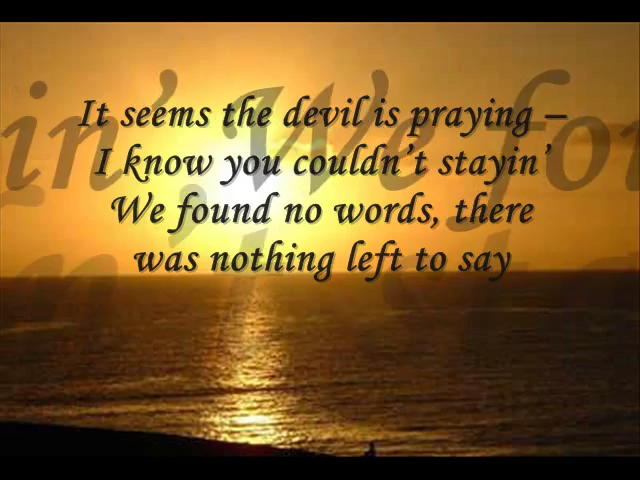 It seems the devil is praying –
I know you couldn't stayin'
We found no words, there
was nothing left to say